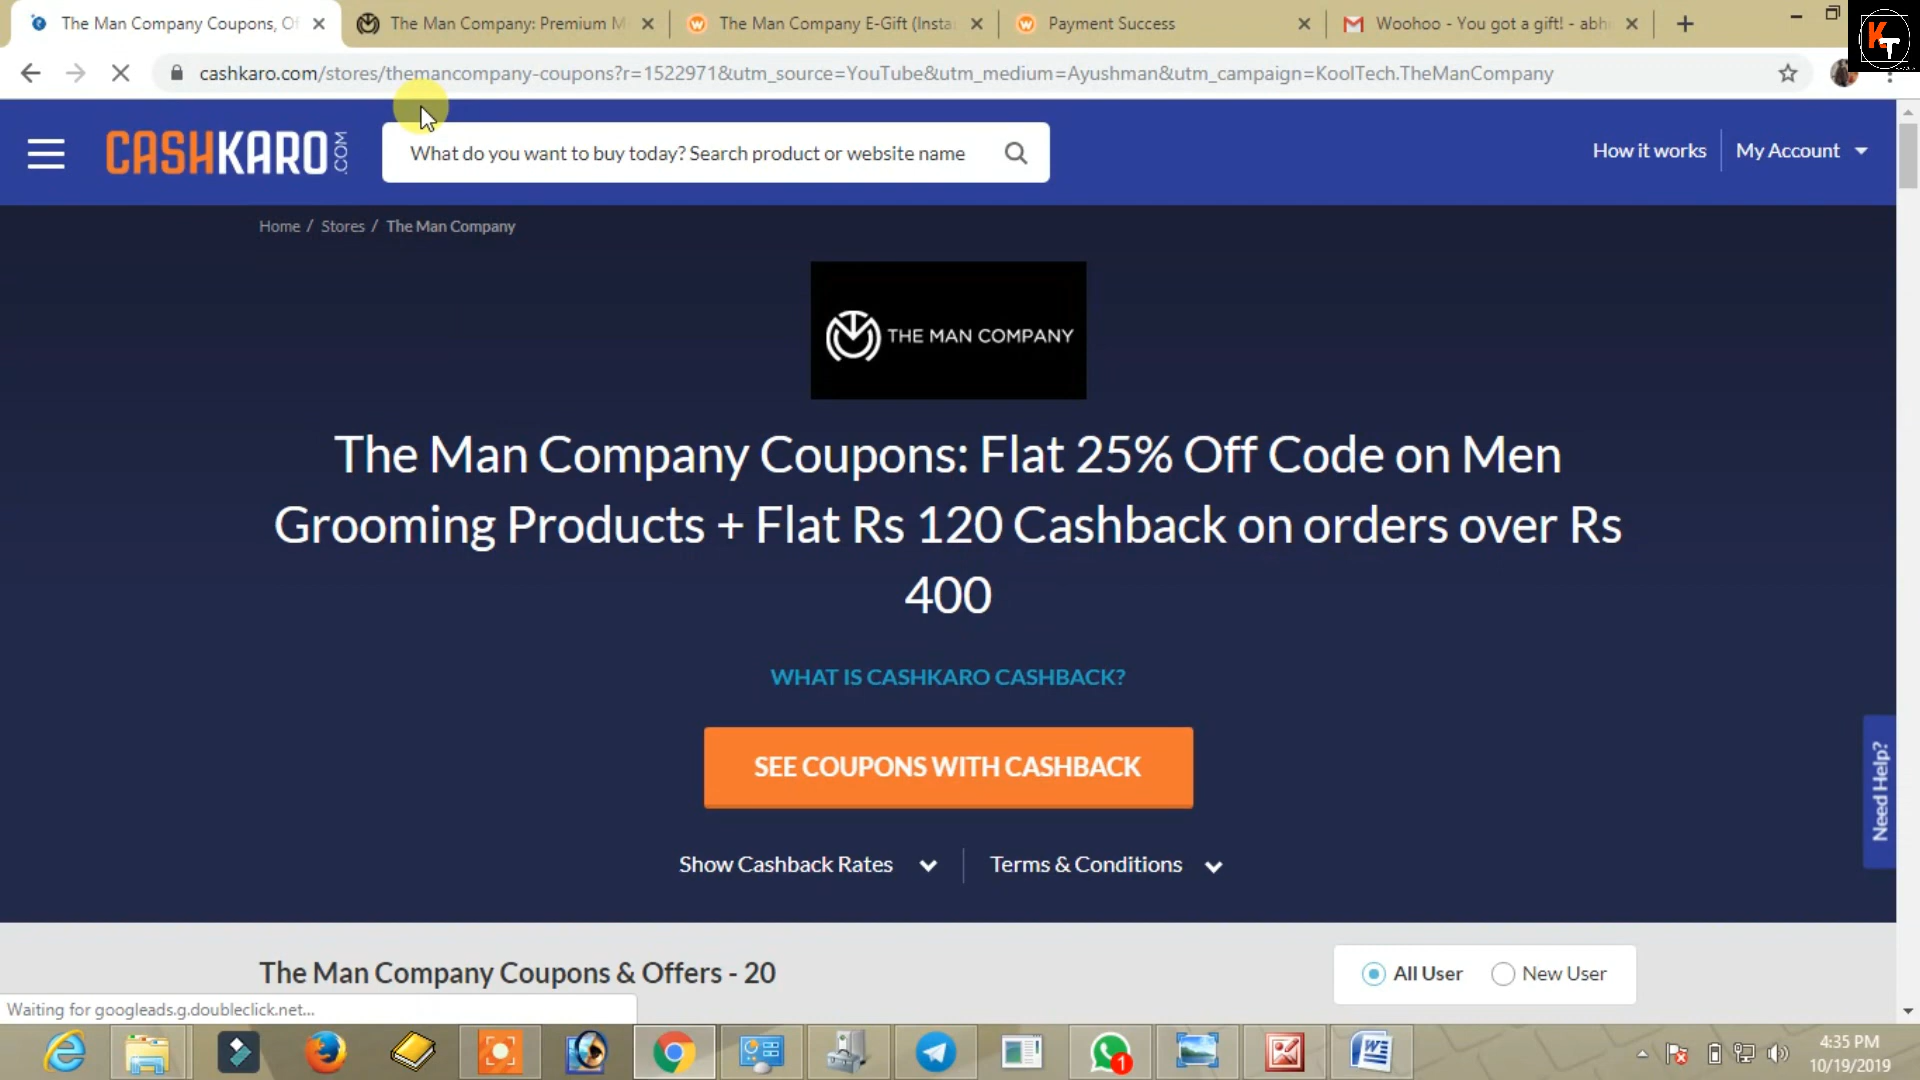 The Man Company Coupons, Of
The Man Company: Premium M
The Man Company E-Gift (Insta
Payment Success
Woohoo - You got a gift! - abh
KT
cashkaro.com/stores/themancompany-coupons?r=1522971&utm_source=YouTube&utm_medium=Ayushman&utm_campaign=KoolTech.TheManCompany
CASHKARO.COM
What do you want to buy today? Search product or website name
How it works
My Account
Home / Stores / The Man Company
THE MAN COMPANY
The Man Company Coupons: Flat 25% Off Code on Men
Grooming Products + Flat Rs 120 Cashback on orders over Rs
400
WHAT IS CASHKARO CASHBACK?
SEE COUPONS WITH CASHBACK
Need Help?
Show Cashback Rates
Terms & Conditions
The Man Company Coupons & Offers - 20
All User
New User
Waiting for googleads.g.doubleclick.net...
1
4:35 PM
10/19/2019